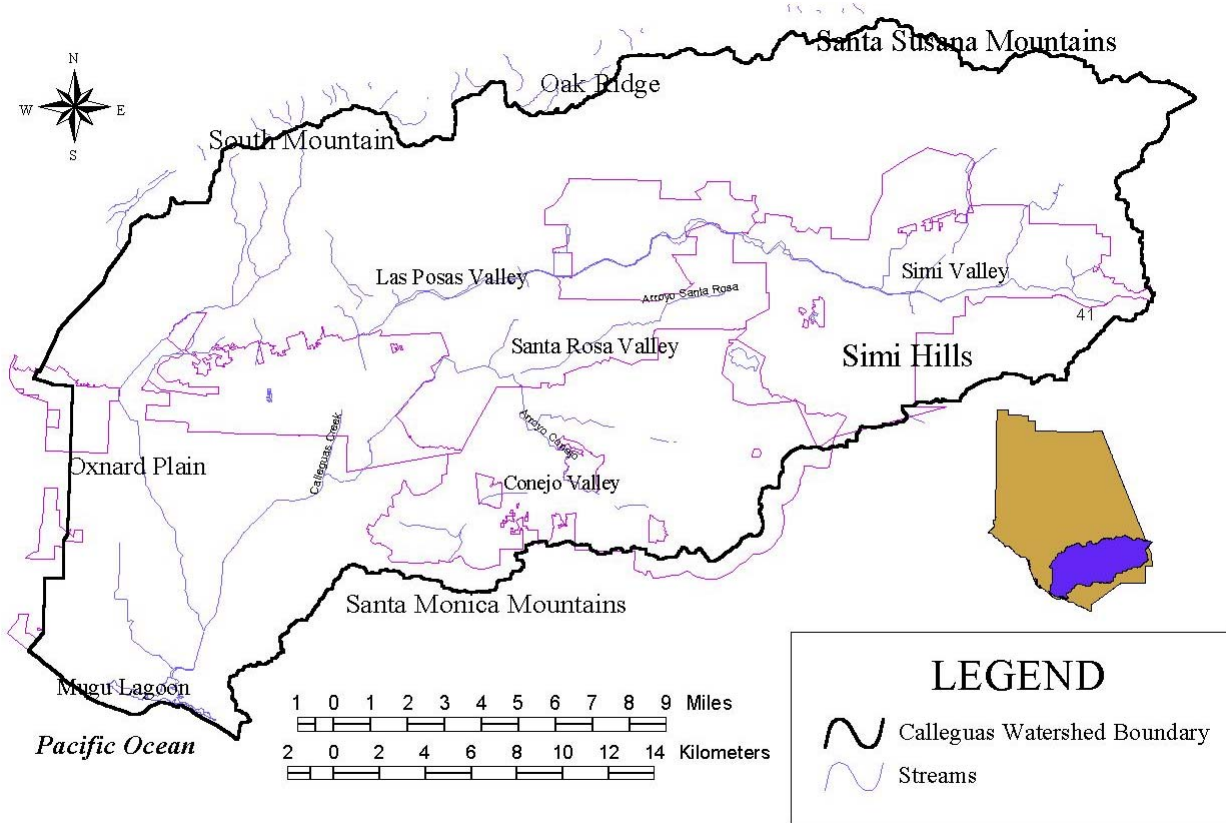 Santa Susana Mountains
Oak Ridge
N
W E
S
South Mountain
Las Posas Valley
Simi Valley
Arroyo Santa Rosa
41
Santa Rosa Valley
Simi Hills
Calleguas Creek
Arroyo Conejo
Oxnard Plain
Conejo Valley
Santa Monica Mountains
Mugu Lagoon
Pacific Ocean
1 0 1 2 3 4 5 6 7 8 9 Miles
2 0 2 4 6 8 10 12 14 Kilometers
LEGEND
Calleguas Watershed Boundary
Streams